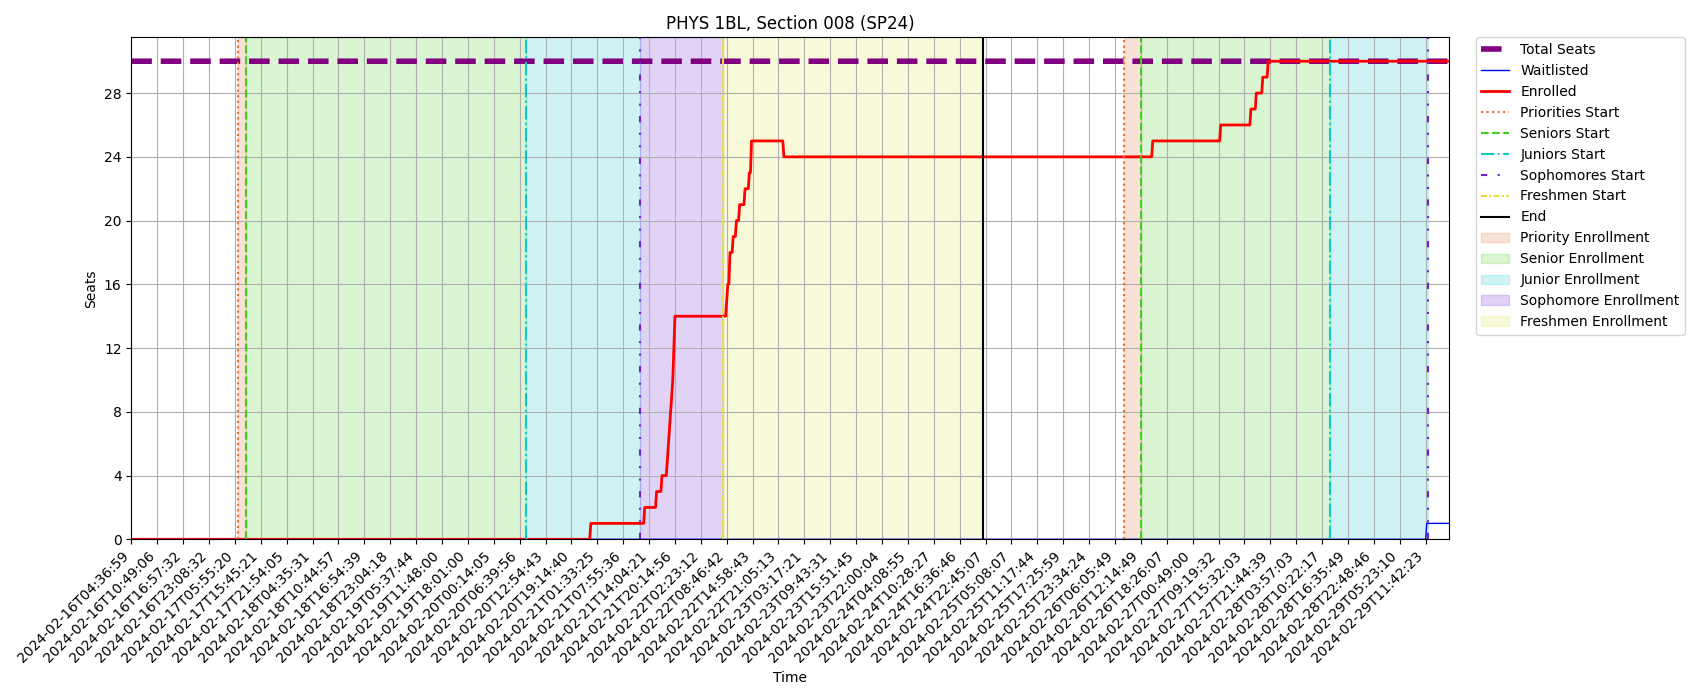 PHYS 1BL, Section 008 (SP24)
Seats
28
24
20
16
12
8
4
0
2024-02-16T04:36:59
2024-02-16T10:49:06
2024-02-16T16:57:32
2024-02-16T23:08:32
2024-02-17T05:55:20
2024-02-17T15:45:21
2024-02-17T21:54:05
2024-02-18T04:35:31
2024-02-18T10:44:57
2024-02-18T16:54:39
2024-02-18T23:04:18
2024-02-19T05:37:44
2024-02-19T11:48:00
2024-02-19T18:01:00
2024-02-20T00:14:05
2024-02-20T06:39:56
2024-02-20T12:54:43
2024-02-20T19:14:40
2024-02-21T01:33:25
2024-02-21T07:55:36
2024-02-21T14:04:21
2024-02-21T20:14:56
2024-02-22T02:23:12
2024-02-22T08:46:42
2024-02-22T14:58:43
2024-02-22T21:05:13
2024-02-23T03:17:21
2024-02-23T09:43:31
2024-02-23T15:51:45
2024-02-23T22:00:04
2024-02-24T04:08:55
2024-02-24T10:28:27
2024-02-24T16:36:46
2024-02-24T22:45:07
2024-02-25T05:08:07
2024-02-25T11:17:44
2024-02-25T17:25:59
2024-02-25T23:34:24
2024-02-26T06:05:49
2024-02-26T12:14:49
2024-02-26T18:26:07
2024-02-27T00:49:00
2024-02-27T09:19:32
2024-02-27T15:32:03
2024-02-27T21:44:39
2024-02-28T03:57:03
2024-02-28T10:22:17
2024-02-28T16:35:49
2024-02-28T22:48:46
2024-02-29T05:23:10
2024-02-29T11:42:23
Time
Total Seats
Waitlisted
Enrolled
Priorities Start
Seniors Start
Juniors Start
Sophomores Start
Freshmen Start
End
Priority Enrollment
Senior Enrollment
Junior Enrollment
Sophomore Enrollment
Freshmen Enrollment